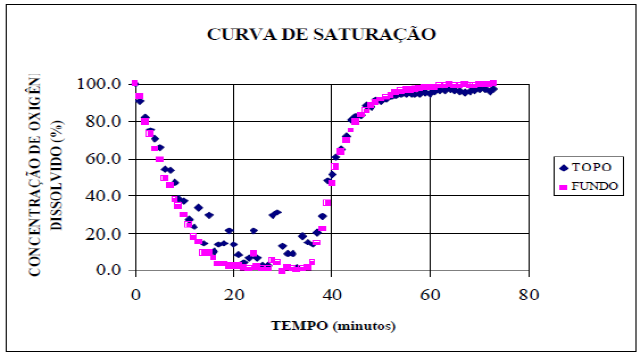 CURVA DE SATURAÇÃO
CONCENTRAÇÃO DE OXIGÊNI
DISSOLVIDO (%)
100.0
80.0
60.0
40.0
20.0
0.0
0
20
40
60
80
TEMPO (minutos)
TOPO
FUNDO